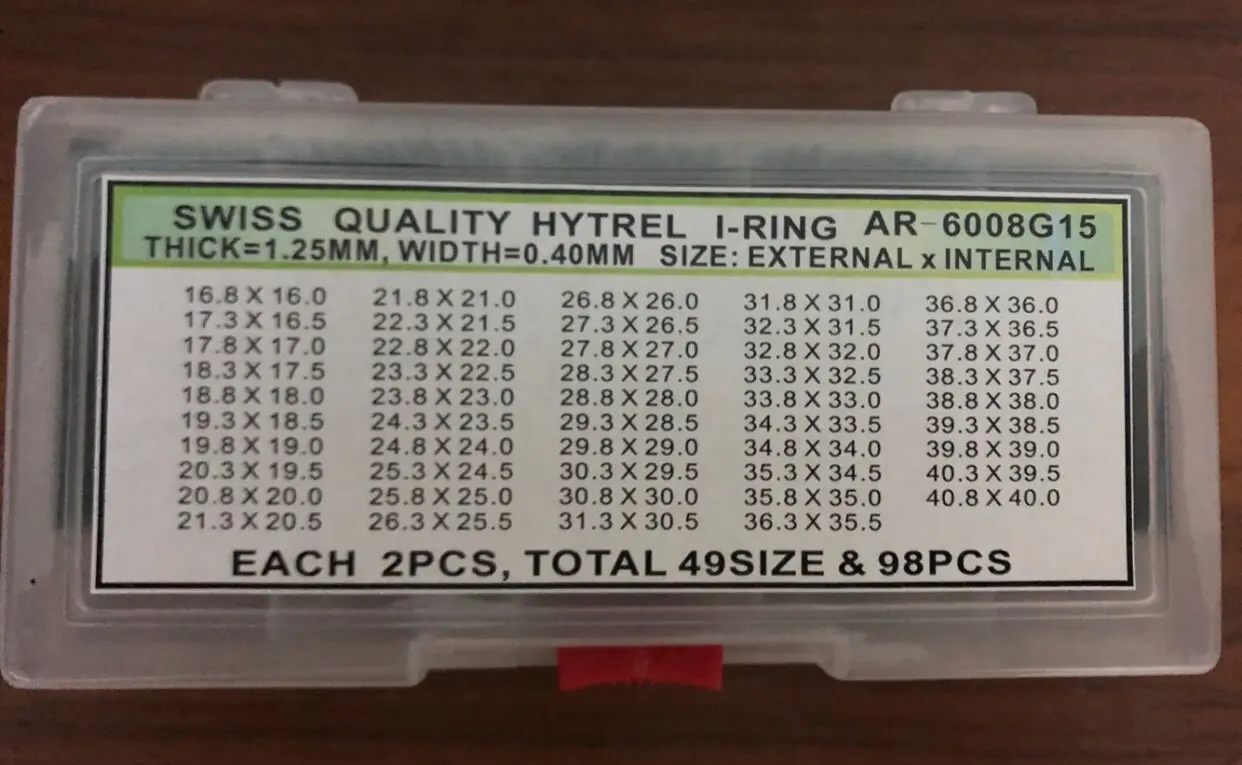 SWISS QUALITY HYTREL I-RING AR-6008G15
THICK=1.25MM, WIDTH=0.40MM SIZE: EXTERNAL x INTERNAL
16.8 X 16.0 21.8 X 21.0 26.8 X 26.0 31.8 X 31.0 36.8 X 36.0
17.3 X 16.5 22.3 X 21.5 27.3 X 26.5 32.3 X 31.5 37.3 X 36.5
17.8 X 17.0 22.8 X 22.0 27.8 X 27.0 32.8 X 32.0 37.8 X 37.0
18.3 X 17.5 23.3 X 22.5 28.3 X 27.5 33.3 X 32.5 38.3 X 37.5
18.8 X 18.0 23.8 X 23.0 28.8 X 28.0 33.8 X 33.0 38.8 X 38.0
19.3 X 18.5 24.3 X 23.5 29.3 X 28.5 34.3 X 33.5 39.3 X 38.5
19.8 X 19.0 24.8 X 24.0 29.8 X 29.0 34.8 X 34.0 39.8 X 39.0
20.3 X 19.5 25.3 X 24.5 30.3 X 29.5 35.3 X 34.5 40.3 X 39.5
20.8 X 20.0 25.8 X 25.0 30.8 X 30.0 35.8 X 35.0 40.8 X 40.0
21.3 X 20.5 26.3 X 25.5 31.3 X 30.5 36.3 X 35.5
EACH 2PCS, TOTAL 49SIZE & 98PCS